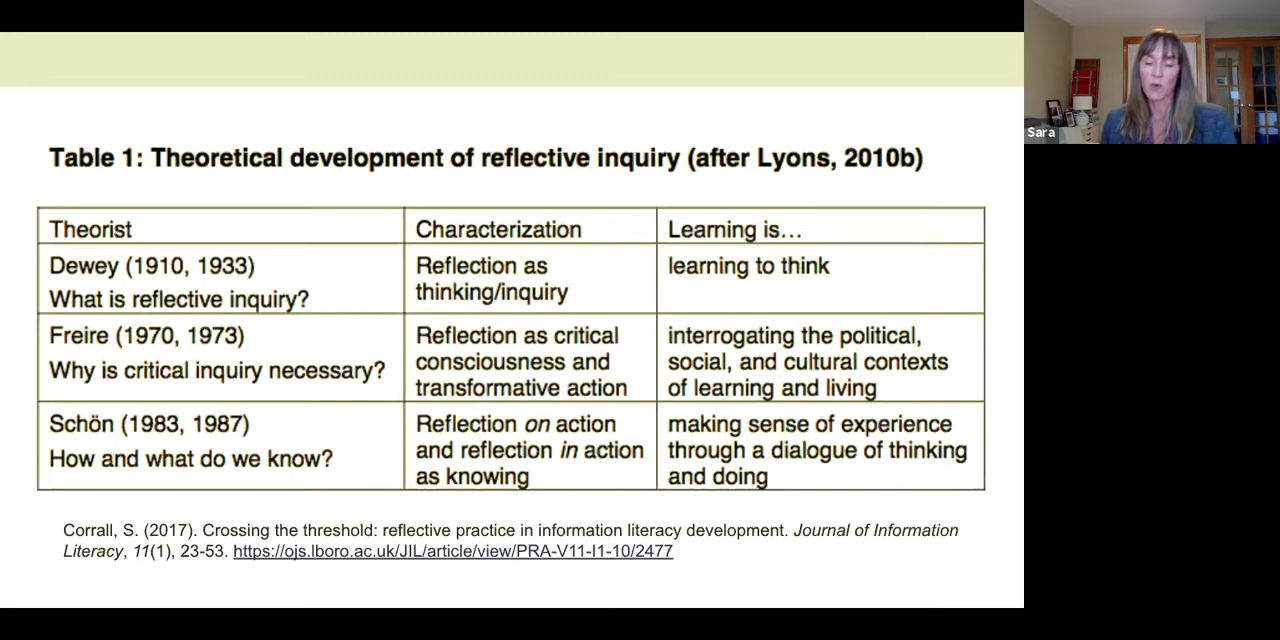 Table 1: Theoretical development of reflective inquiry (after Lyons, 2010b)
Theorist
Characterization
Learning is…
Dewey (1910, 1933)
What is reflective inquiry?
Reflection as
thinking/inquiry
learning to think
Freire (1970, 1973)
Why is critical inquiry necessary?
Reflection as critical
consciousness and
transformative action
interrogating the political,
social, and cultural contexts
of learning and living
Schön (1983, 1987)
How and what do we know?
Reflection on action
and reflection in action
as knowing
making sense of experience
through a dialogue of thinking
and doing
Corrall, S. (2017). Crossing the threshold: reflective practice in information literacy development. Journal of Information
Literacy, 11(1), 23-53. https://ojs.lboro.ac.uk/JIL/article/view/PRA-V11-I1-10/2477
Sara